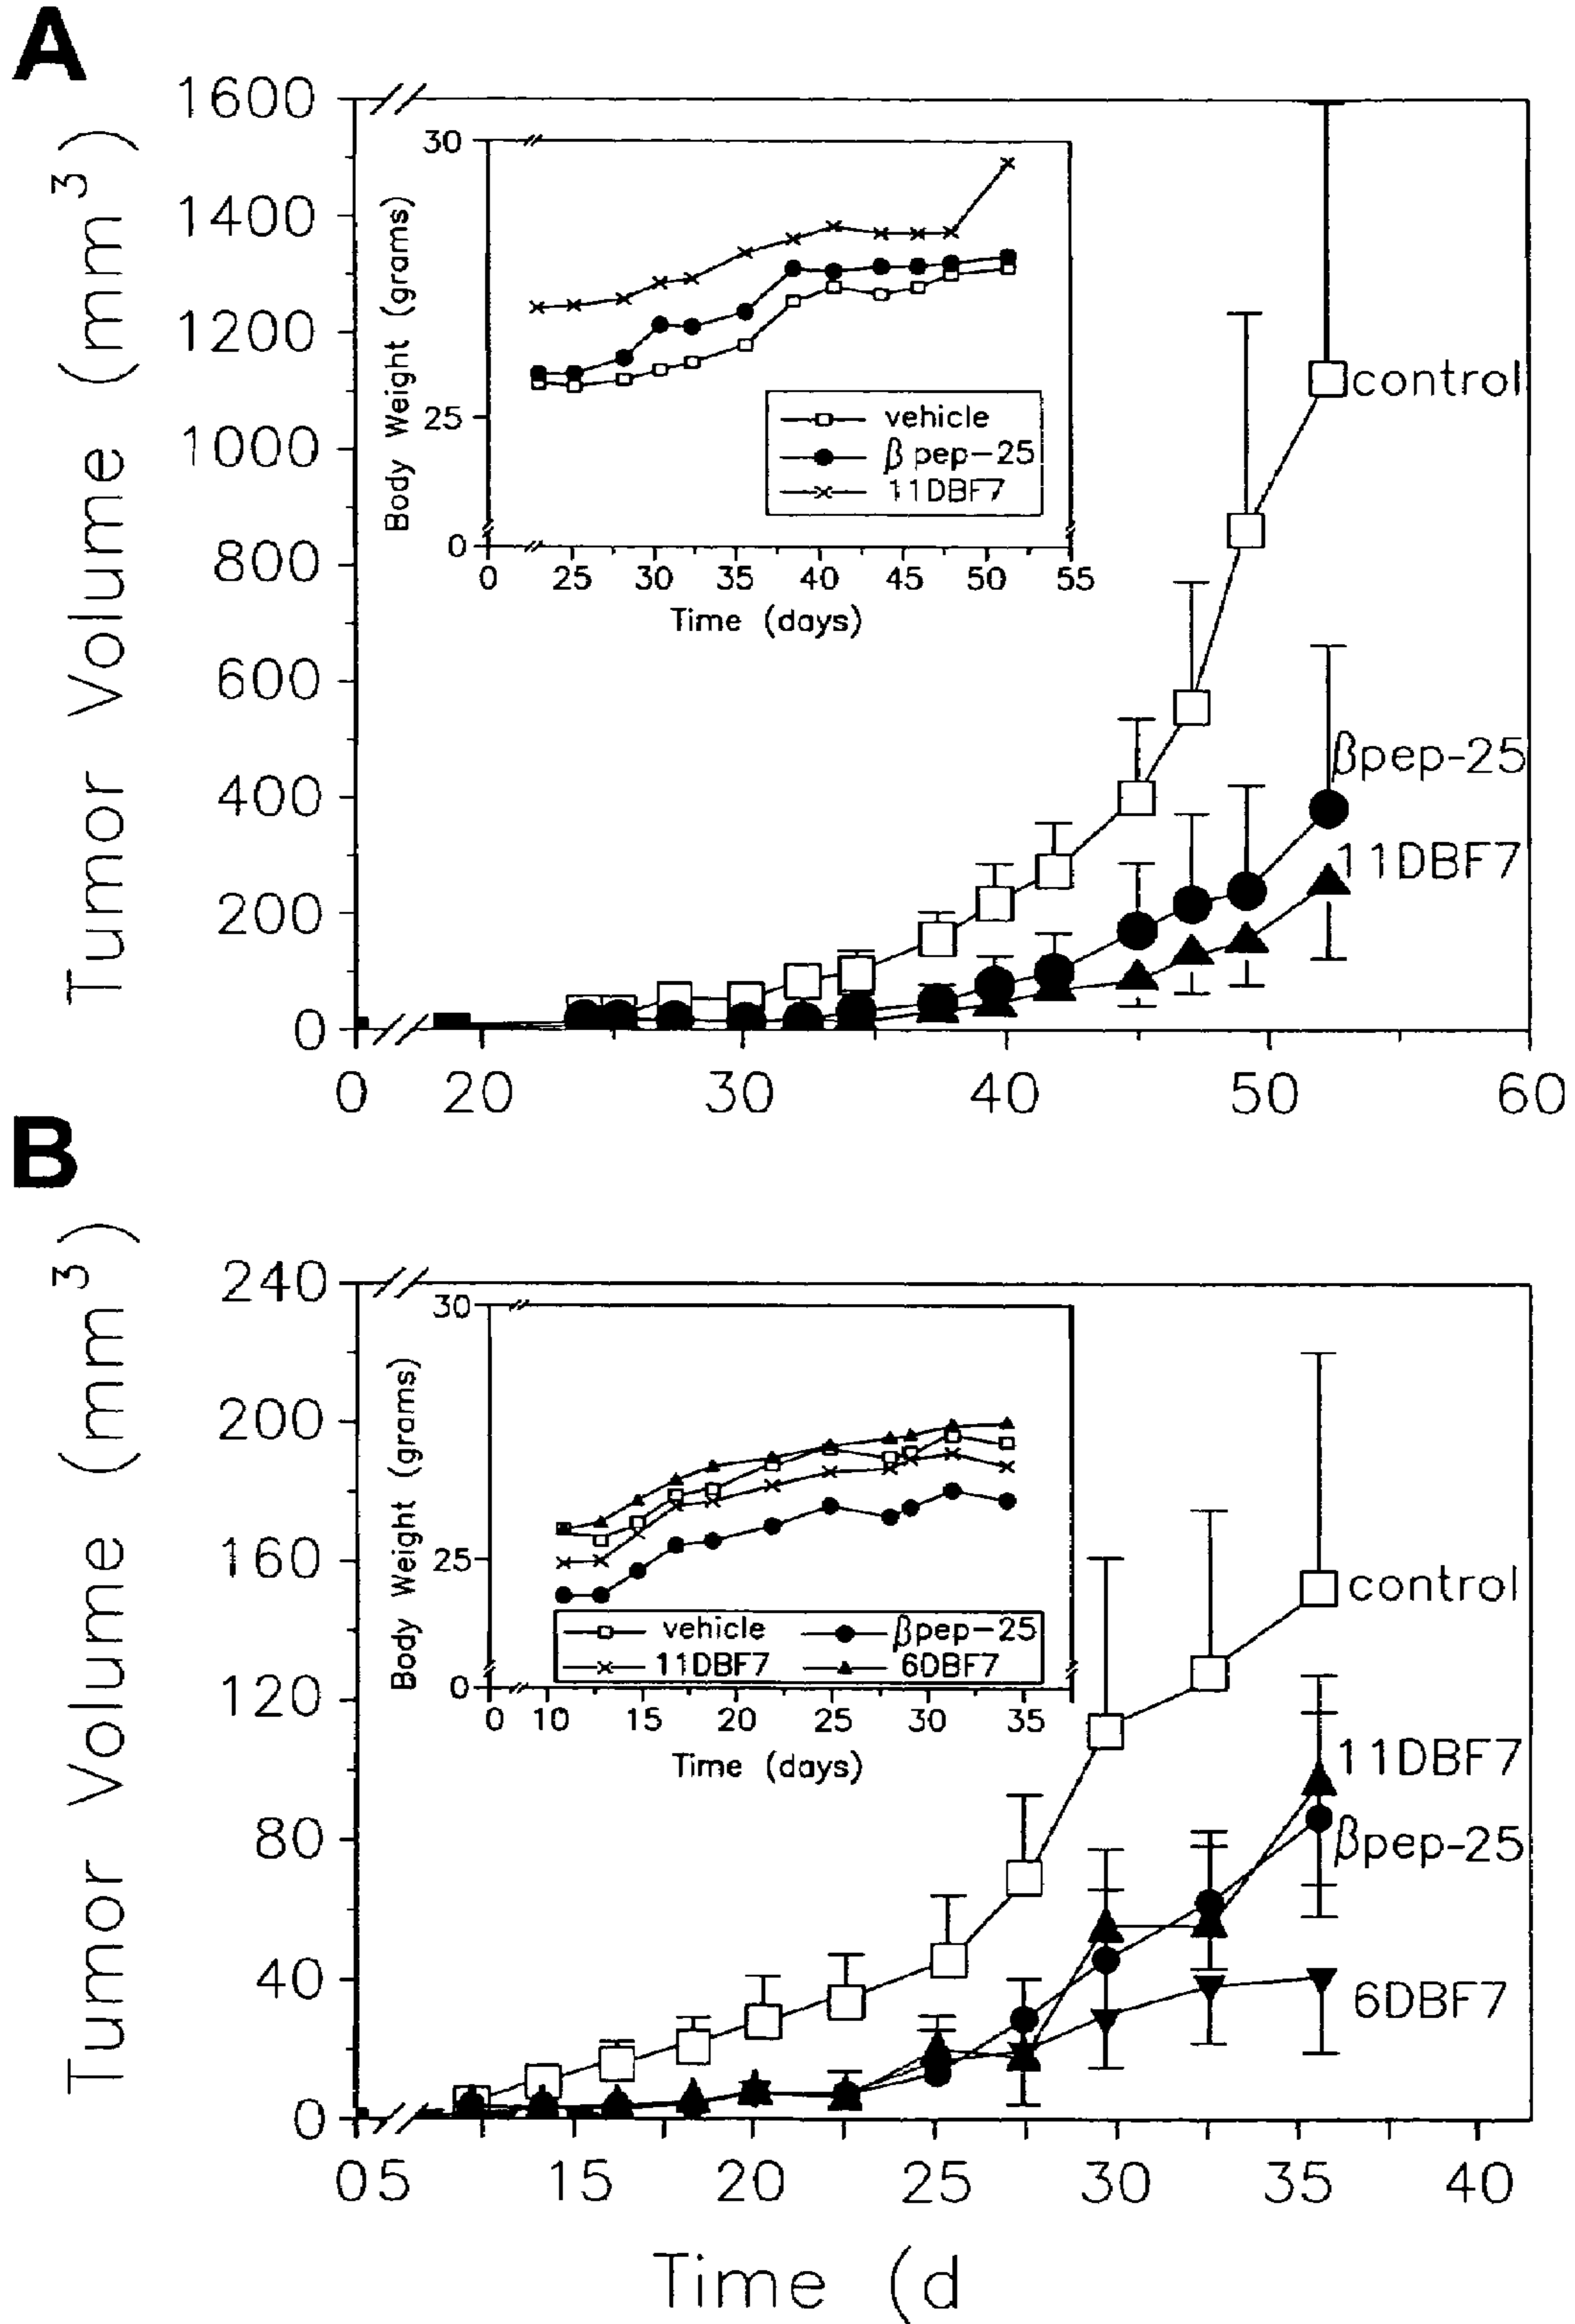 A
Tumor Volume (mm³)
1600
1400
1200
1000
800
600
400
200
0
0 20 30 40 50 60
control
βpep-25
11DBF7
Body Weight (grams)
30
25
0
0 25 30 35 40 45 50 55
Time (days)
vehicle
β pep-25
11DBF7
B
Tumor Volume (mm³)
240
200
160
120
80
40
0
05 15 20 25 30 35 40
Time (d
control
11DBF7
βpep-25
6DBF7
Body Weight (grams)
30
25
0
0 10 15 20 25 30 35
Time (days)
vehicle βpep-25
11DBF7 6DBF7